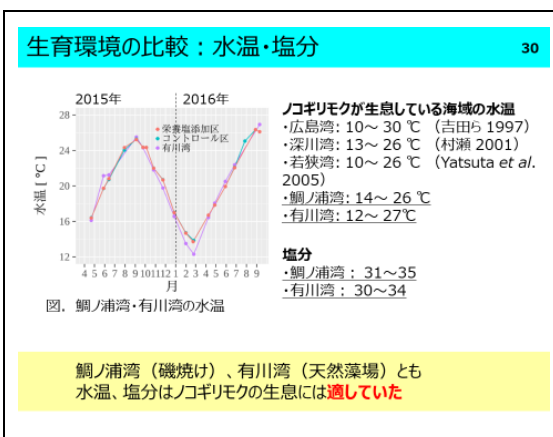 生育環境の比較：水温・塩分
30
2015年 2016年
28
24
20
16
12
水温 [ °C ]
栄養塩添加区
コントロール区
有川湾
4 5 6 7 8 9 101112 1 2 3 4 5 6 7 8 9
月
図．鯛ノ浦湾・有川湾の水温
ノコギリモクが生息している海域の水温
・広島湾: 10～ 30 ℃ （吉田ら 1997）
・深川湾: 13～ 26 ℃ （村瀬 2001）
・若狭湾: 10～ 26 ℃ （Yatsuta et al.
2005）
・鯛ノ浦湾: 14～ 26 ℃
・有川湾: 12～ 27℃
塩分
・鯛ノ浦湾 ： 31～35
・有川湾 ： 30～34
鯛ノ浦湾（磯焼け）、有川湾（天然藻場）とも
水温、塩分はノコギリモクの生息には適していた